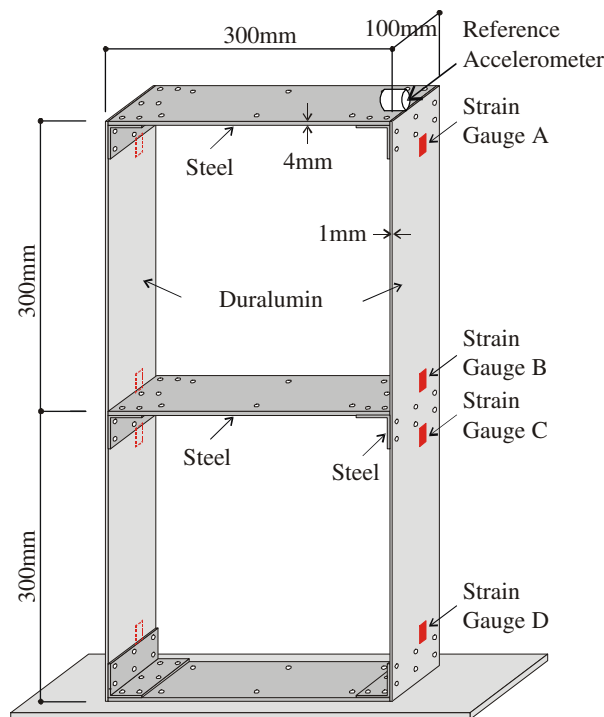 300mm
100mm
Reference
Accelerometer
Strain
Gauge A
Steel
4mm
1mm
300mm
Duralumin
Strain
Gauge B
Strain
Gauge C
Steel
Steel
300mm
Strain
Gauge D